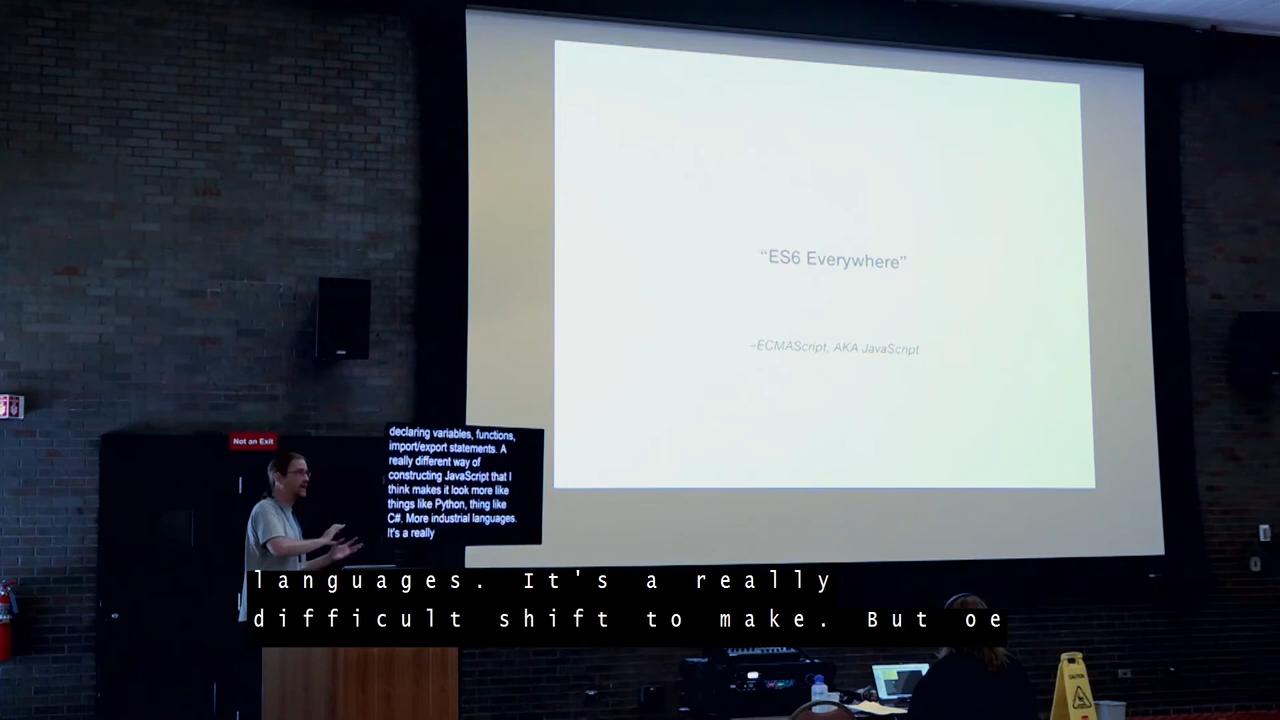 “ES6 Everywhere”
–ECMAScript, AKA JavaScript
Not an Exit
declaring variables, functions,
import/export statements. A
really different way of
constructing JavaScript that I
think makes it look more like
things like Python, thing like
C#. More industrial languages.
It's a really
languages. It's a really
difficult shift to make. But oe
CAUTION